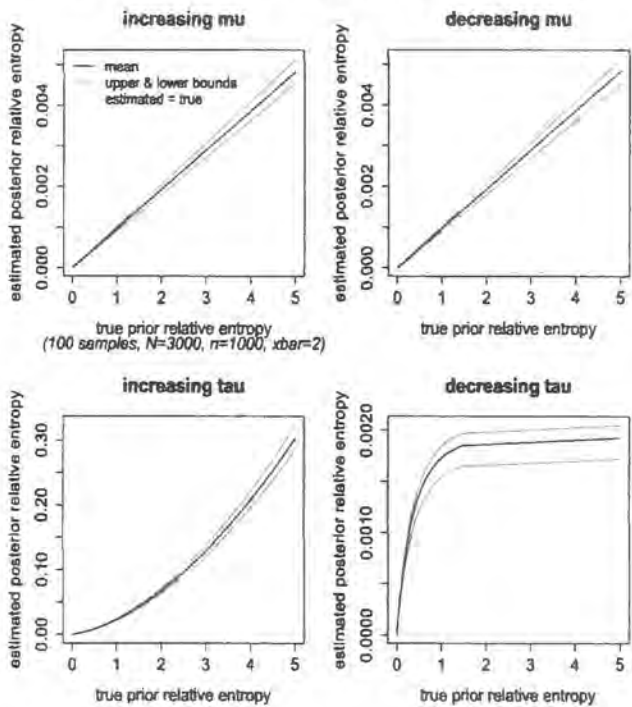 increasing mu
decreasing mu
estimated posterior relative entropy
0.000 0.002 0.004
mean
upper & lower bounds
estimated = true
0 1 2 3 4 5
true prior relative entropy
estimated posterior relative entropy
0.000 0.002 0.004
0 1 2 3 4 5
true prior relative entropy
(100 samples, N=3000, n=1000, xbar=2)
increasing tau
decreasing tau
estimated posterior relative entropy
0.00 0.10 0.20 0.30
0 1 2 3 4 5
true prior relative entropy
estimated posterior relative entropy
0.0000 0.0010 0.0020
0 1 2 3 4 5
true prior relative entropy